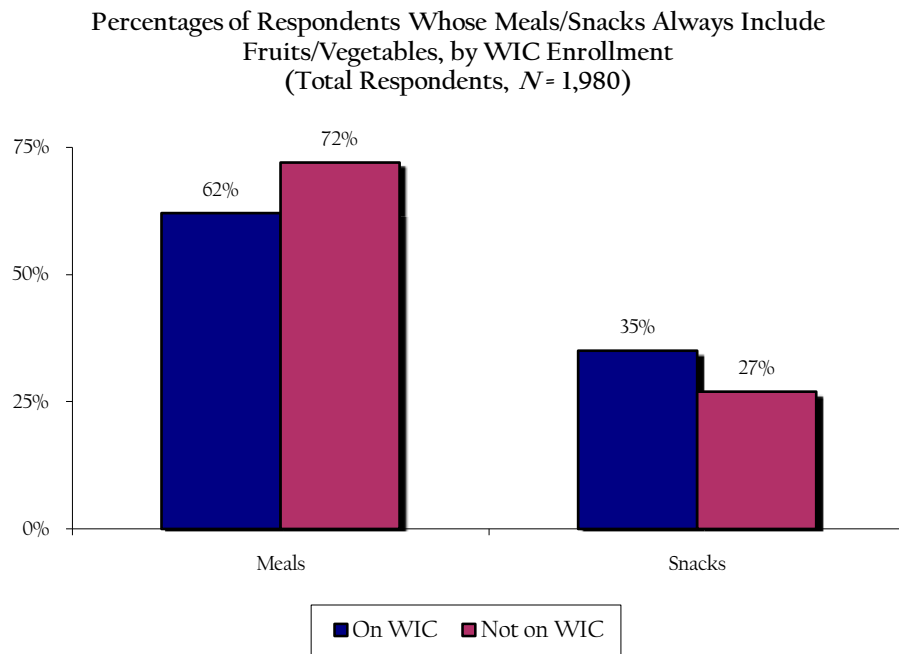 Percentages of Respondents Whose Meals/Snacks Always Include
Fruits/Vegetables, by WIC Enrollment
(Total Respondents, N = 1,980)
75%
72%
62%
50%
35%
27%
25%
0%
Meals
Snacks
On WIC
Not on WIC